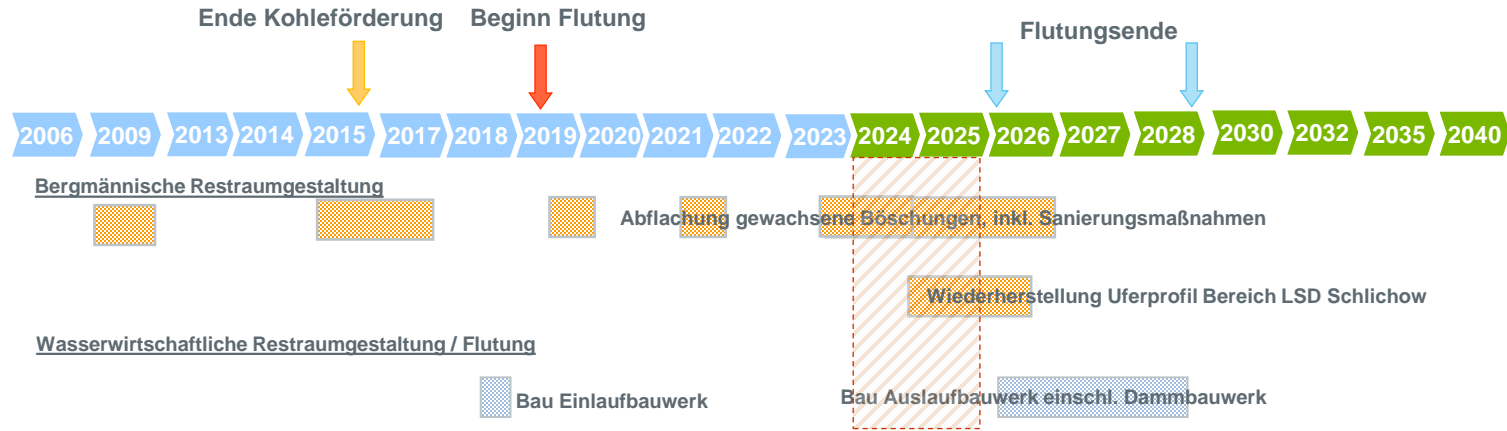 Ende Kohleförderung
Beginn Flutung
Flutungsende
2006 2009 2013 2014 2015 2017 2018 2019 2020 2021 2022 2023 2024 2025 2026 2027 2028 2030 2032 2035 2040
Bergmännische Restraumgestaltung
Abflachung gewachsene Böschungen, inkl. Sanierungsmaßnahmen
Wiederherstellung Uferprofil Bereich LSD Schlichow
Wasserwirtschaftliche Restraumgestaltung / Flutung
Bau Einlaufbauwerk
Bau Auslaufbauwerk einschl. Dammbauwerk